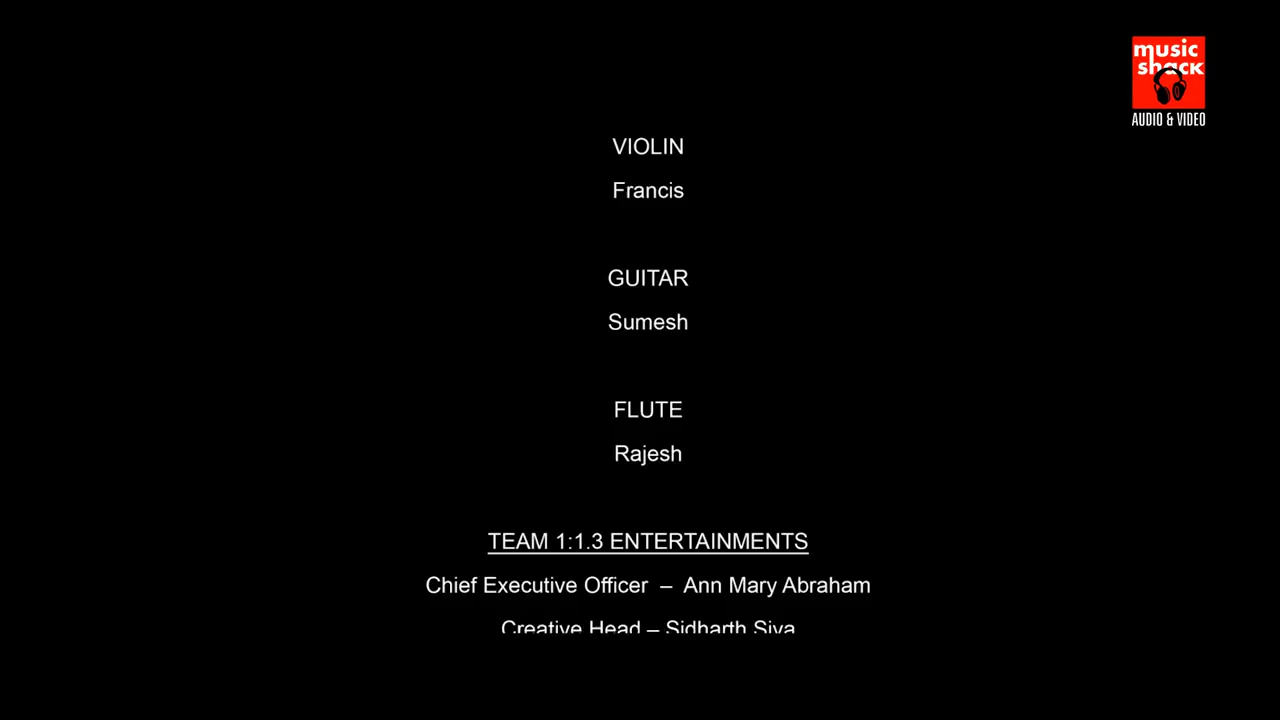 music
shack
AUDIO & VIDEO
VIOLIN
Francis
GUITAR
Sumesh
FLUTE
Rajesh
TEAM 1:1.3 ENTERTAINMENTS
Chief Executive Officer – Ann Mary Abraham
Creative Head – Sidharth Siva